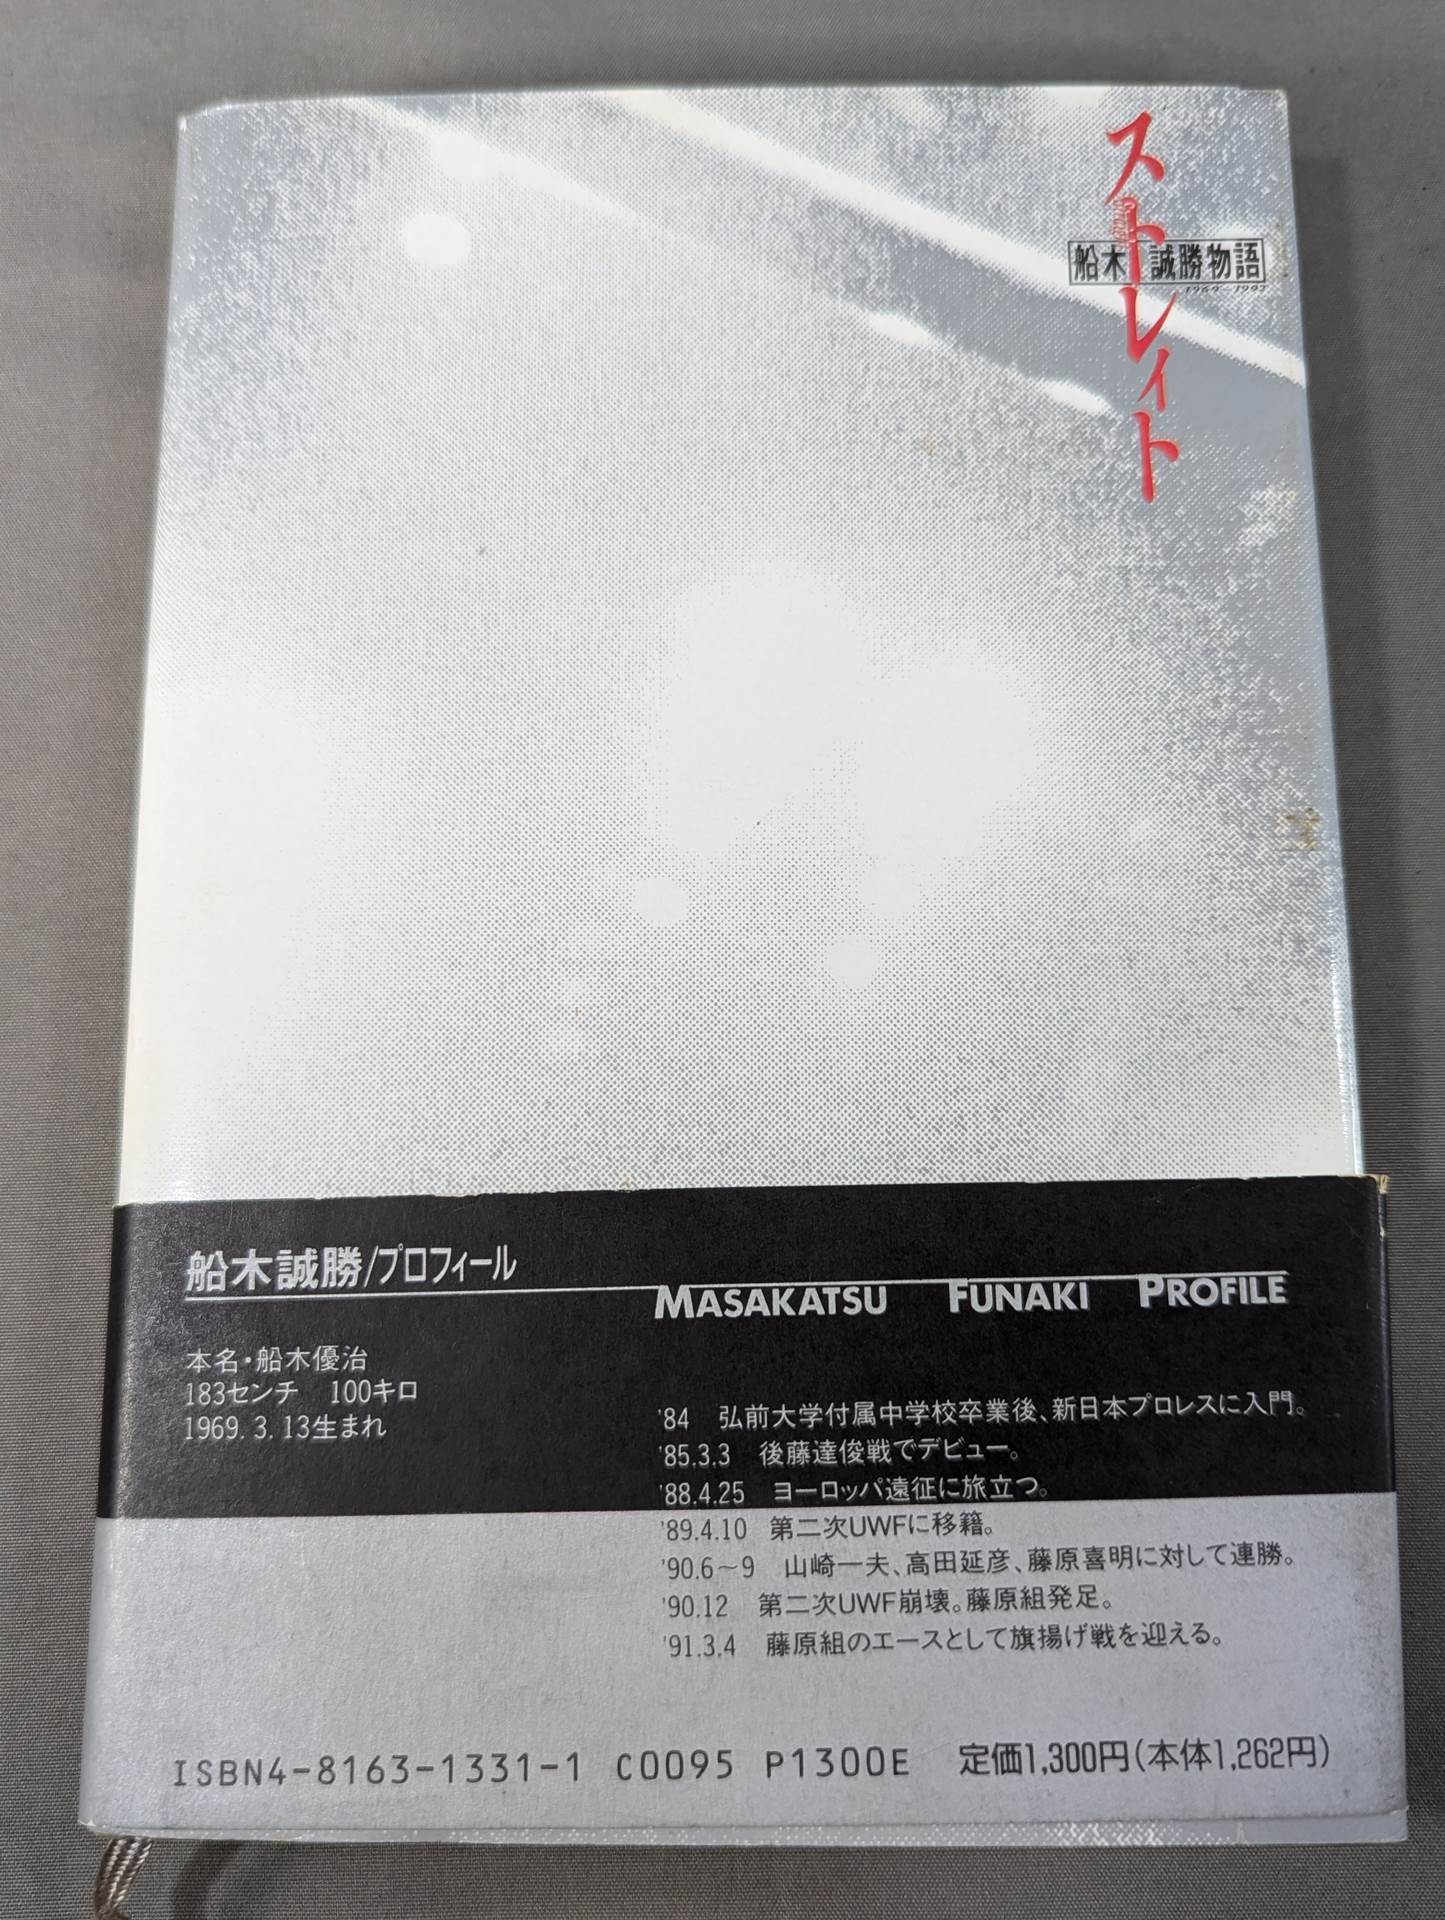 ストレイト
船木誠勝物語
1969-1992
船木誠勝/プロフィール
MASAKATSU FUNAKI PROFILE
本名・船木優治
183センチ 100キロ
1969. 3. 13生まれ
'84 弘前大学付属中学校卒業後、新日本プロレスに入門。
'85.3.3 後藤達俊戦でデビュー。
'88.4.25 ヨーロッパ遠征に旅立つ。
'89.4.10 第二次UWFに移籍。
'90.6〜9 山崎一夫、高田延彦、藤原喜明に対して連勝。
'90.12 第二次UWF崩壊。藤原組発足。
'91.3.4 藤原組のエースとして旗揚げ戦を迎える。
ISBN4-8163-1331-1 C0095 P1300E 定価1,300円(本体1,262円)